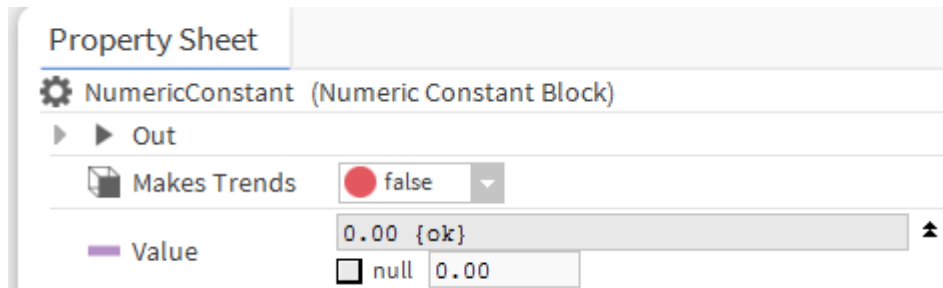 Property Sheet
NumericConstant (Numeric Constant Block)
Out
Makes Trends false
Value 0.00 {ok}
null 0.00